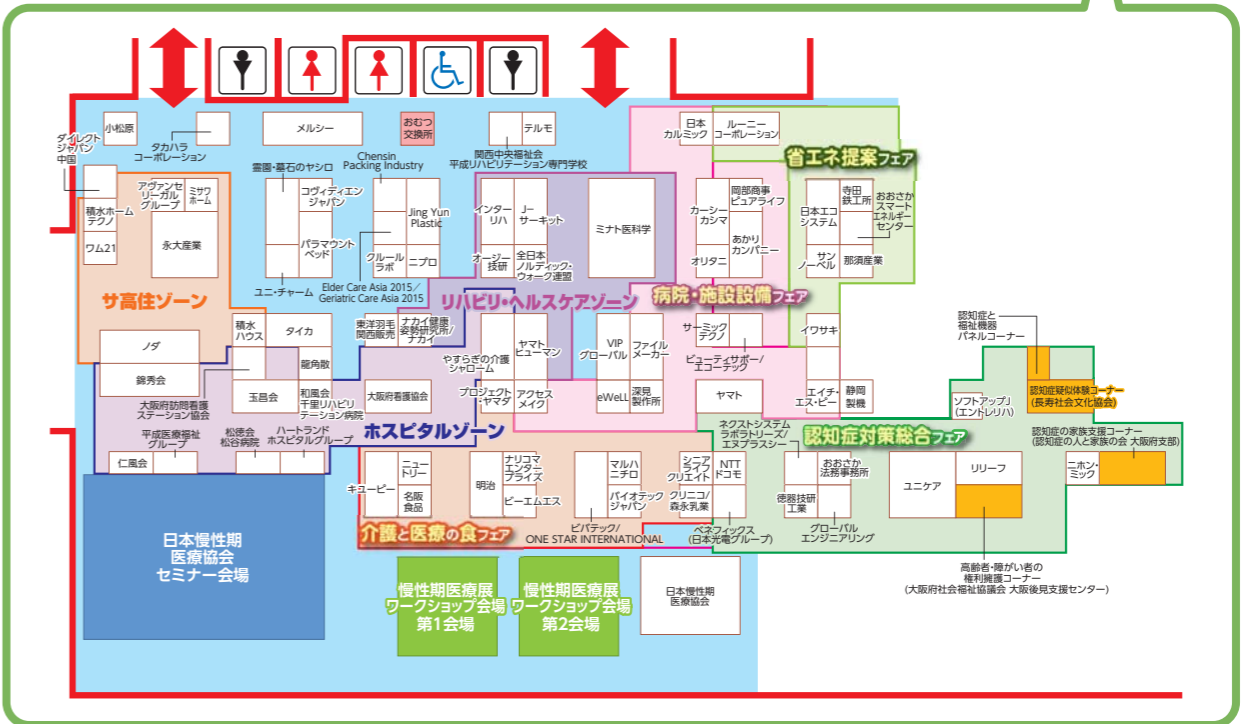 小松原
タカハラ
コーポレーション
メルシー
おむつ
交換所
関西中央福祉会
平成リハビリテーション専門学校
テルモ
日本
カルミック
ルーニー
コーポレーション
省エネ提案フェア
ダイレクト
ジャパン
中国
積水ホーム
テクノ
ワム21
アヴァンセ
リーガル
グループ
ミサワ
ホーム
永大産業
サ高住ゾーン
霊園・墓石のヤシロ
コヴィディエン
ジャパン
パラマウント
ベッド
ユニ・チャーム
Chensin
Packing Industry
Jing Yun
Plastic
クルール
ラボ
ニプロ
Elder Care Asia 2015／
Geriatric Care Asia 2015
インター
リハ
J-
サーキット
オージー
技研
全日本
ノルディック・
ウォーク連盟
ミナト医科学
リハビリ・ヘルスケアゾーン
カーシー
カシマ
岡部商事
ピュアライフ
オリタニ
あかり
カンパニー
病院・施設設備フェア
日本エコ
システム
寺田
鉄工所
おおさか
スマート
エネルギー
センター
サン
ノーベル
那須産業
ノダ
錦秀会
積水
ハウス
タイカ
龍角散
大阪府訪問看護
ステーション協会
玉昌会
和風会
千里リハビリ
テーション病院
東洋羽毛
関西販売
ナカイ健康
姿勢研究所/
ナカイ
大阪府看護協会
やすらぎの介護
シャローム
ヤマト
ヒューマン
プロジェクト・
ヤマダ
アクセス
メイク
VIP
グローバル
ファイル
メーカー
eWeLL
深見
製作所
サーミック
テクノ
ビューティサポー/
エコーテック
ヤマト
イワサキ
エイチ・
エス・ピー
静岡
製機
認知症と
福祉機器
パネルコーナー
認知症疑似体験コーナー
(長寿社会文化協会)
ソフトアップJ
(エントレリハ)
ホスピタルゾーン
平成医療福祉
グループ
仁風会
松徳会
松谷病院
ハートランド
ホスピタルグループ
キユーピー
ニュー
トリー
名阪
食品
明治
ナリコマ
エンター
プライズ
ピーエムエス
マルハ
ニチロ
バイオテック
ジャパン
ビバテック/
ONE STAR INTERNATIONAL
シニア
ライフ
クリエイト
NTT
ドコモ
クリニコ/
森永乳業
ベネフィックス
(日本光電グループ)
介護と医療の食フェア
ネクストシステム
ラボラトリーズ/
エヌプラスシー
認知症対策総合フェア
おおさか
法務事務所
徳器技研
工業
グローバル
エンジニアリング
ユニケア
リリーフ
認知症の家族支援コーナー
(認知症の人と家族の会 大阪府支部)
ニホン・
ミック
高齢者・障がい者の
権利擁護コーナー
(大阪府社会福祉協議会 大阪後見支援センター)
日本慢性期
医療協会
セミナー会場
慢性期医療展
ワークショップ会場
第1会場
慢性期医療展
ワークショップ会場
第2会場
日本慢性期
医療協会